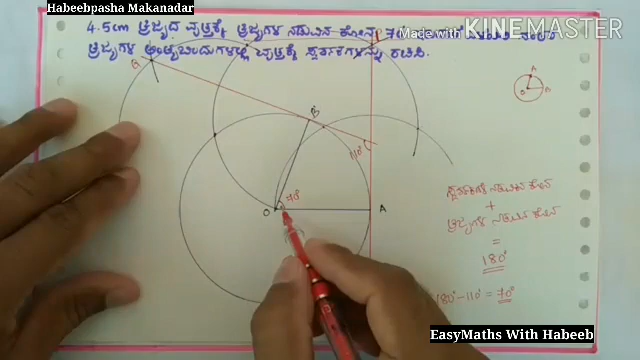 Habeebpasha Makanadar
Made With
KINEMASTER
4.5cm ತ್ರಿಜ್ಯದ ವೃತ್ತಕ್ಕೆ ತ್ರಿಜ್ಯಗಳ ನಡುವಿನ ಕೋನ 70°
ತ್ರಿಜ್ಯಗಳ ಅಂತ್ಯಬಿಂದುಗಳಲ್ಲಿ ವೃತ್ತಕ್ಕೆ ಸ್ಪರ್ಶಕಗಳನ್ನು ರಚಿಸಿ.
A
O
B
B
110°
70°
O
A
ಸ್ಪರ್ಶಕಗಳ ನಡುವಿನ ಕೋನ
+
ತ್ರಿಜ್ಯಗಳ ನಡುವಿನ ಕೋನ
=
180°
180°-110° = 70°
EasyMaths With Habeeb